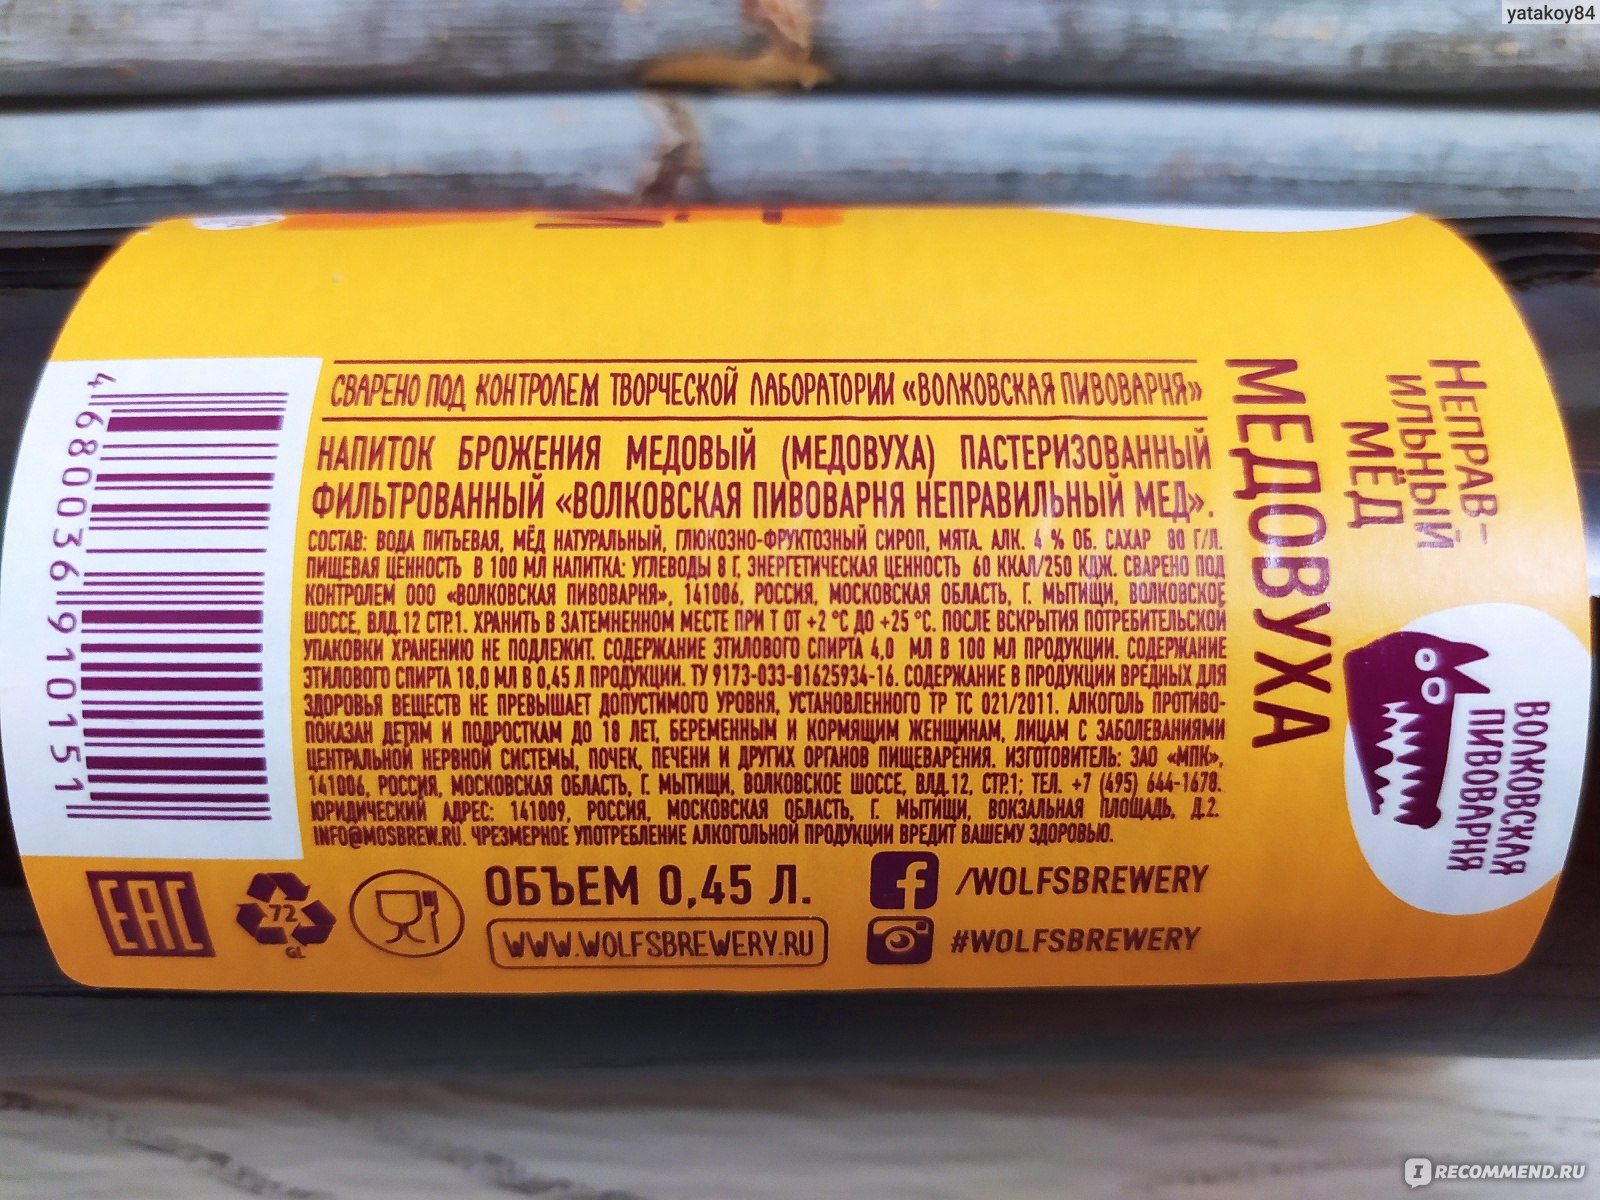 yatakoy84
СВАРЕНО ПОД КОНТРОЛЕМ ТВОРЧЕСКОЙ ЛАБОРАТОРИИ «ВОЛКОВСКАЯ ПИВОВАРНЯ»
НАПИТОК БРОЖЕНИЯ МЕДОВЫЙ (МЕДОВУХА) ПАСТЕРИЗОВАННЫЙ
ФИЛЬТРОВАННЫЙ «ВОЛКОВСКАЯ ПИВОВАРНЯ НЕПРАВИЛЬНЫЙ МЕД».
СОСТАВ: ВОДА ПИТЬЕВАЯ, МЁД НАТУРАЛЬНЫЙ, ГЛЮКОЗНО-ФРУКТОЗНЫЙ СИРОП, МЯТА. АЛК. 4 % ОБ. САХАР 80 Г/Л.
ПИЩЕВАЯ ЦЕННОСТЬ В 100 МЛ НАПИТКА: УГЛЕВОДЫ 8 Г, ЭНЕРГЕТИЧЕСКАЯ ЦЕННОСТЬ 60 ККАЛ/250 КДЖ. СВАРЕНО ПОД
КОНТРОЛЕМ ООО «ВОЛКОВСКАЯ ПИВОВАРНЯ», 141006, РОССИЯ, МОСКОВСКАЯ ОБЛАСТЬ, Г. МЫТИЩИ, ВОЛКОВСКОЕ
ШОССЕ, ВЛД.12 СТР.1. ХРАНИТЬ В ЗАТЕМНЕННОМ МЕСТЕ ПРИ Т ОТ +2 °С ДО +25 °С. ПОСЛЕ ВСКРЫТИЯ ПОТРЕБИТЕЛЬСКОЙ
УПАКОВКИ ХРАНЕНИЮ НЕ ПОДЛЕЖИТ. СОДЕРЖАНИЕ ЭТИЛОВОГО СПИРТА 4,0 МЛ В 100 МЛ ПРОДУКЦИИ. СОДЕРЖАНИЕ
ЭТИЛОВОГО СПИРТА 18,0 МЛ В 0,45 Л ПРОДУКЦИИ. ТУ 9173-033-81625934-16. СОДЕРЖАНИЕ В ПРОДУКЦИИ ВРЕДНЫХ ДЛЯ
ЗДОРОВЬЯ ВЕЩЕСТВ НЕ ПРЕВЫШАЕТ ДОПУСТИМОГО УРОВНЯ, УСТАНОВЛЕННОГО ТР ТС 021/2011. АЛКОГОЛЬ ПРОТИВО-
ПОКАЗАН ДЕТЯМ И ПОДРОСТКАМ ДО 18 ЛЕТ, БЕРЕМЕННЫМ И КОРМЯЩИМ ЖЕНЩИНАМ, ЛИЦАМ С ЗАБОЛЕВАНИЯМИ
ЦЕНТРАЛЬНОЙ НЕРВНОЙ СИСТЕМЫ, ПОЧЕК, ПЕЧЕНИ И ДРУГИХ ОРГАНОВ ПИЩЕВАРЕНИЯ. ИЗГОТОВИТЕЛЬ: ЗАО «МПК»,
141006, РОССИЯ, МОСКОВСКАЯ ОБЛАСТЬ, Г. МЫТИЩИ, ВОЛКОВСКОЕ ШОССЕ, ВЛД.12, СТР.1; ТЕЛ. +7 (495) 644-1678.
ЮРИДИЧЕСКИЙ АДРЕС: 141009, РОССИЯ, МОСКОВСКАЯ ОБЛАСТЬ, Г. МЫТИЩИ, ВОКЗАЛЬНАЯ ПЛОЩАДЬ, Д.2.
INFO@MOSBREW.RU. ЧРЕЗМЕРНОЕ УПОТРЕБЛЕНИЕ АЛКОГОЛЬНОЙ ПРОДУКЦИИ ВРЕДИТ ВАШЕМУ ЗДОРОВЬЮ.
4 680036 910151
EAC
72
GL
ОБЪЕМ 0,45 Л.
WWW.WOLFSBREWERY.RU
/WOLFSBREWERY
#WOLFSBREWERY
НЕПРАВ-
ИЛЬНЫЙ
МЁД
МЕДОВУХА
ВОЛКОВСКАЯ
ПИВОВАРНЯ
IRECOMMEND.RU